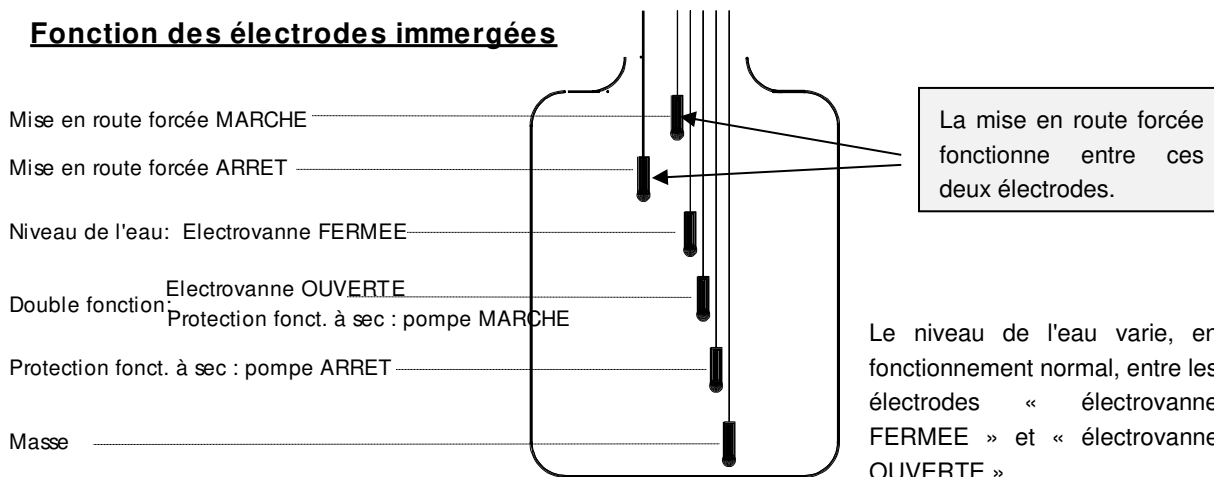 Fonction des électrodes immergées
Mise en route forcée MARCHE
Mise en route forcée ARRET
Niveau de l'eau: Electrovanne FERMEE
Double fonction:
Electrovanne OUVERTE
Protection fonct. à sec : pompe MARCHE
Protection fonct. à sec : pompe ARRET
Masse
La mise en route forcée
fonctionne entre ces
deux électrodes.
Le niveau de l'eau varie, en
fonctionnement normal, entre les
électrodes « électrovanne
FERMEE » et « électrovanne
OUVERTE »